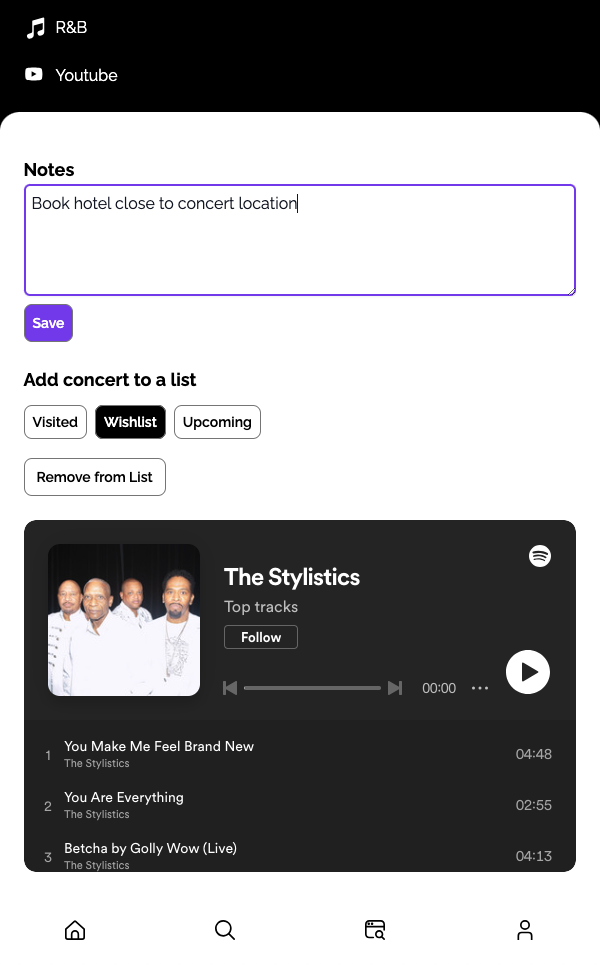 R&B
Youtube
Notes
Book hotel close to concert location
Save
Add concert to a list
Visited
Wishlist
Upcoming
Remove from List
The Stylistics
Top tracks
Follow
00:00
1
You Make Me Feel Brand New
The Stylistics
04:48
2
You Are Everything
The Stylistics
02:55
3
Betcha by Golly Wow (Live)
The Stylistics
04:13